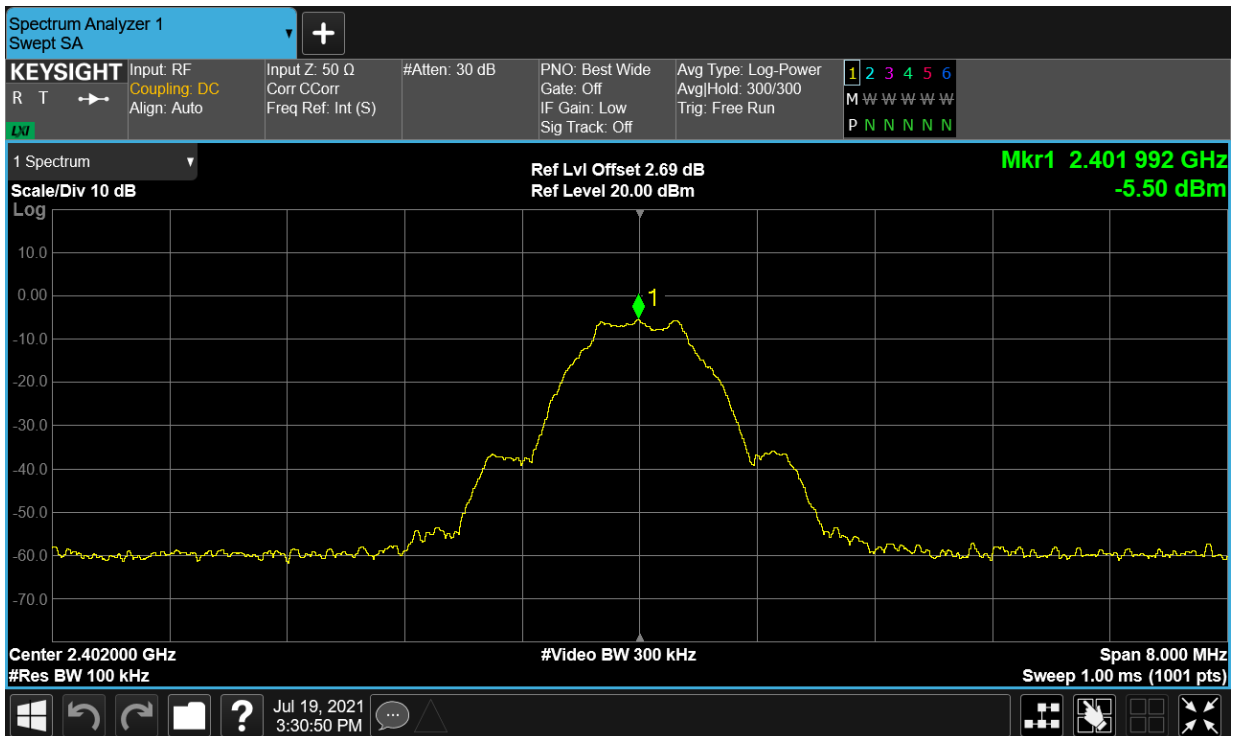 Spectrum Analyzer 1
Swept SA
KEYSIGHT
R T
LXI
Input: RF
Coupling: DC
Align: Auto
Input Z: 50 Ω
Corr CCorr
Freq Ref: Int (S)
#Atten: 30 dB
PNO: Best Wide
Gate: Off
IF Gain: Low
Sig Track: Off
Avg Type: Log-Power
Avg|Hold: 300/300
Trig: Free Run
1 2 3 4 5 6
M W W W W W
P N N N N N
1 Spectrum
Scale/Div 10 dB
Ref Lvl Offset 2.69 dB
Ref Level 20.00 dBm
Mkr1 2.401 992 GHz
-5.50 dBm
Log
10.0
0.00
-10.0
-20.0
-30.0
-40.0
-50.0
-60.0
-70.0
1
Center 2.402000 GHz
#Res BW 100 kHz
#Video BW 300 kHz
Span 8.000 MHz
Sweep 1.00 ms (1001 pts)
?
Jul 19, 2021
3:30:50 PM